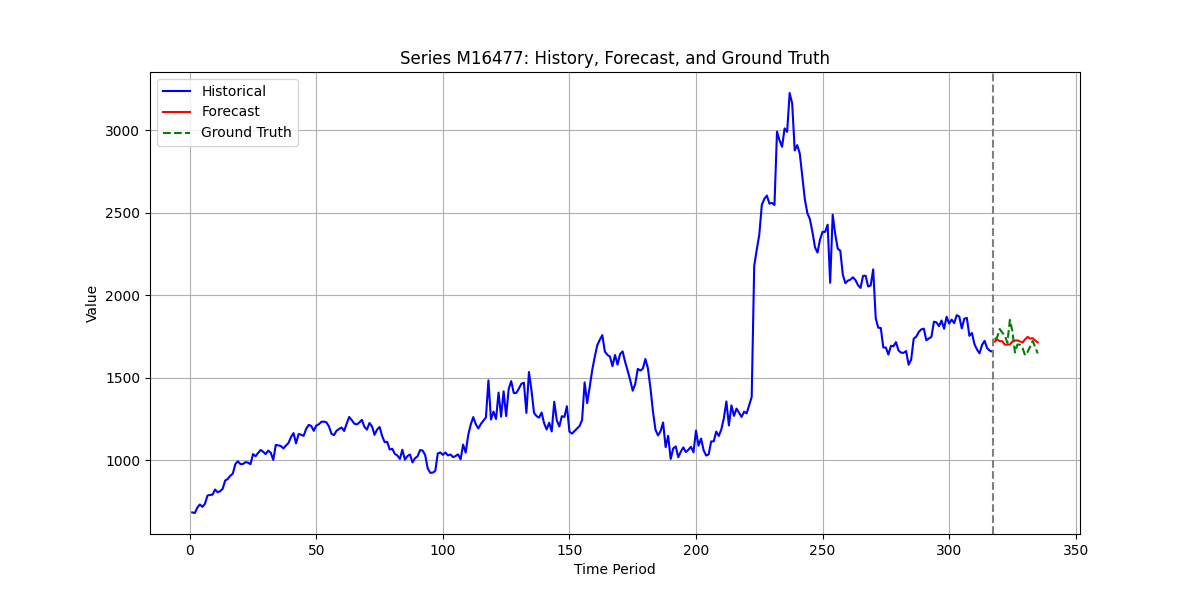 Series M16477: History, Forecast, and Ground Truth
Historical
Forecast
Ground Truth
3000
2500
2000
1500
1000
Value
0 50 100 150 200 250 300 350
Time Period